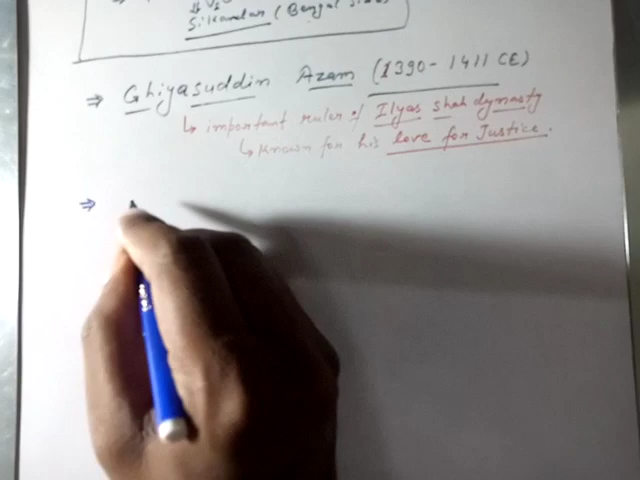 Sikandar (Bengal
⇒ Ghiyasuddin Azam (1390-1411 CE)
↳ important ruler of Ilyas shah dynasty
↳ known for his love for Justice.
⇒